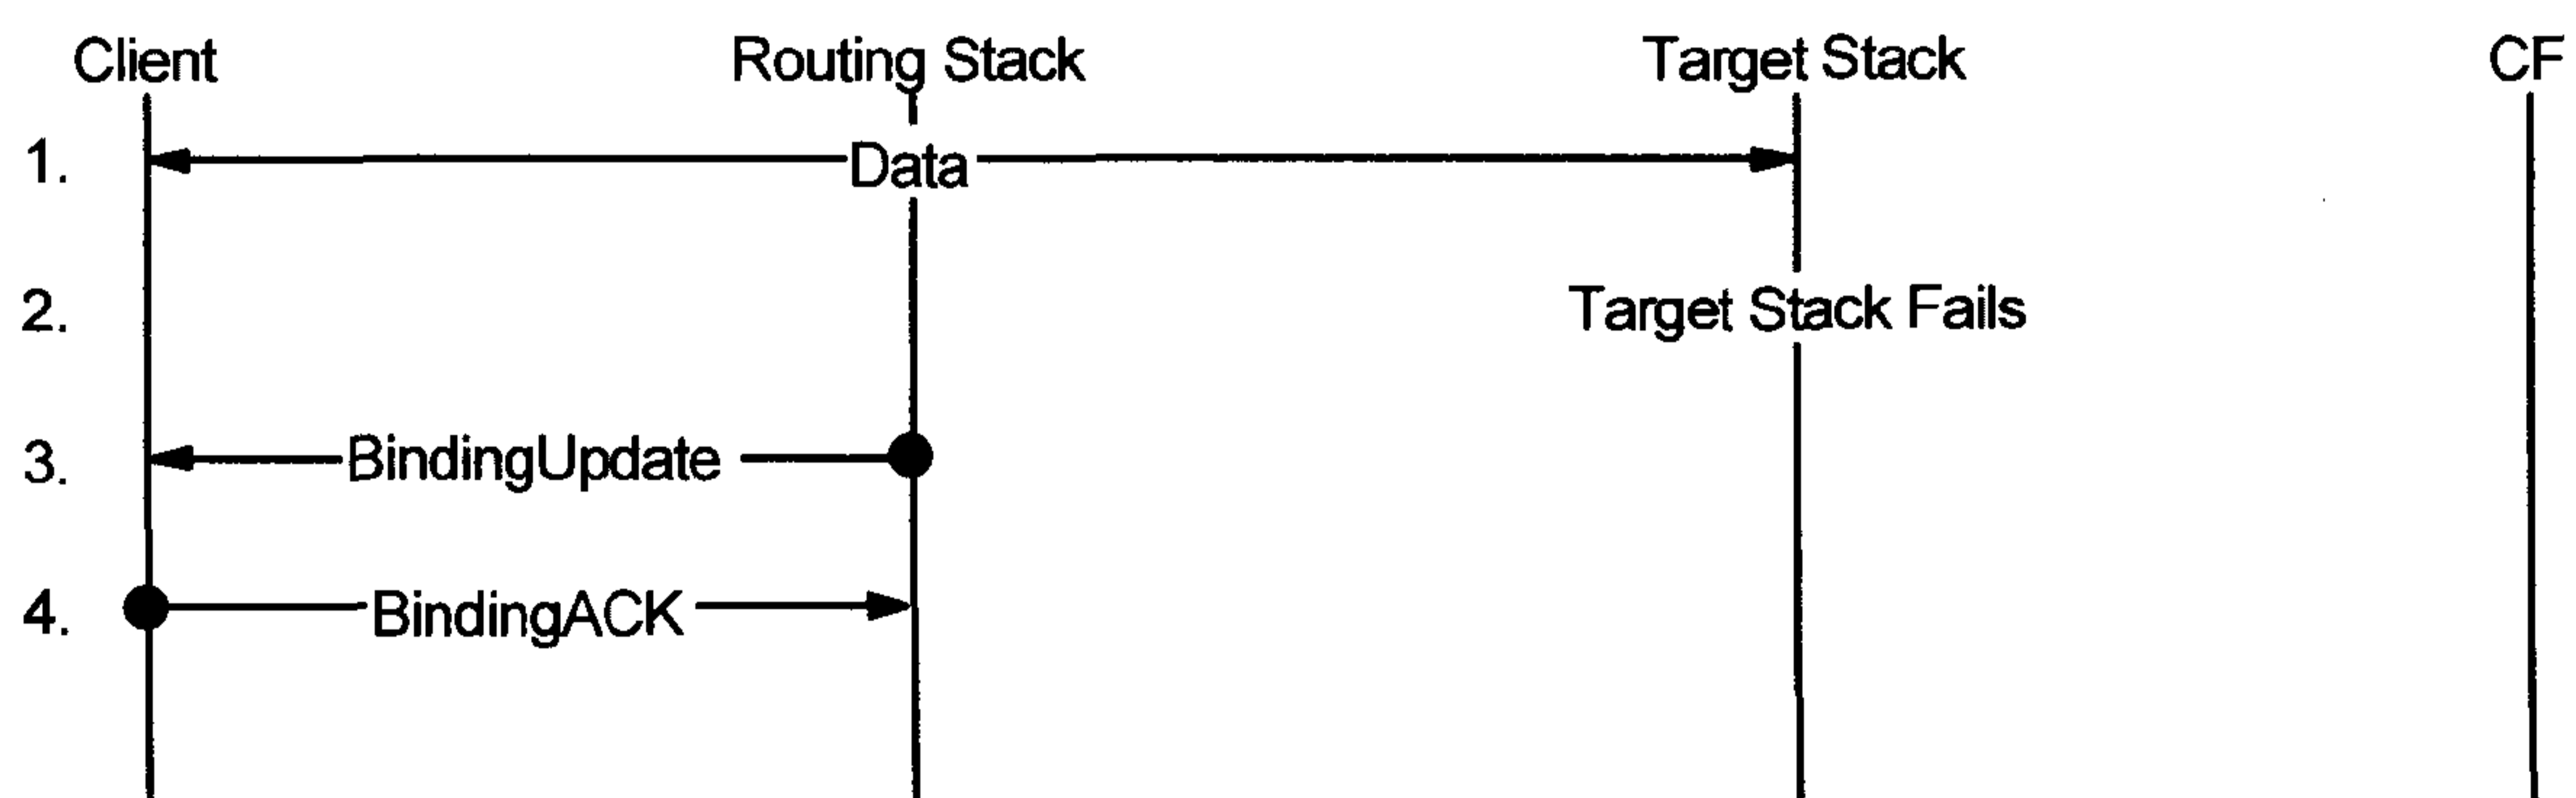 Client Routing Stack Target Stack CF
1. Data
2. Target Stack Fails
3. BindingUpdate
4. BindingACK